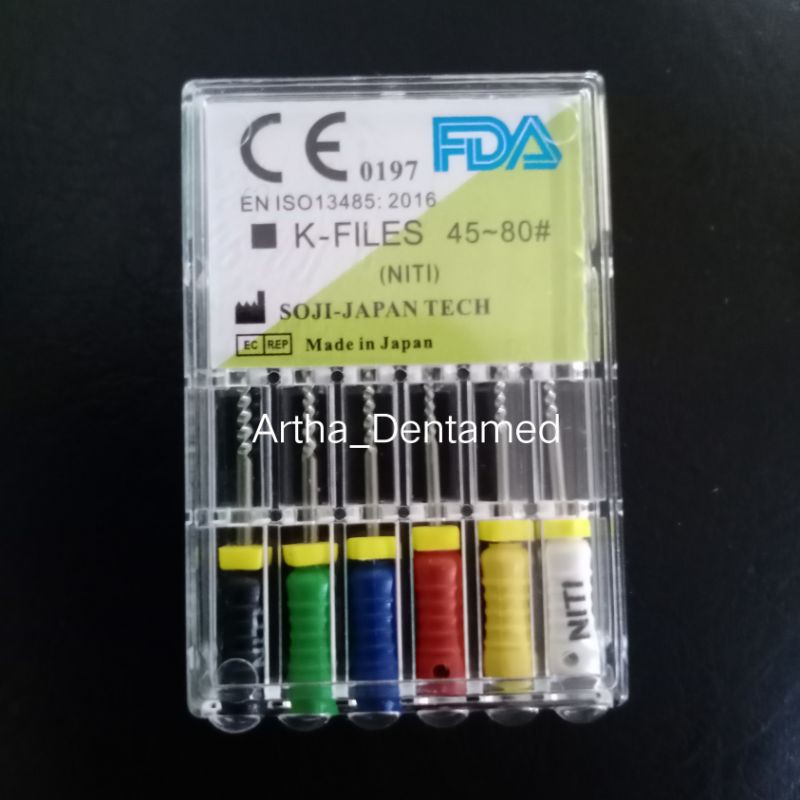 CE 0197 FDA
EN ISO13485: 2016
■ K-FILES 45~80#
(NITI)
SOJI-JAPAN TECH
EC REP Made in Japan
Artha_Dentamed
NITI NITI